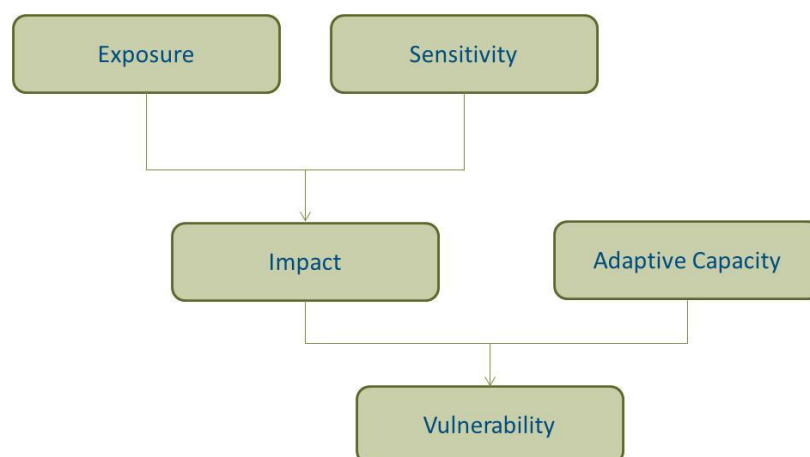 Exposure
Sensitivity
Impact
Adaptive Capacity
Vulnerability